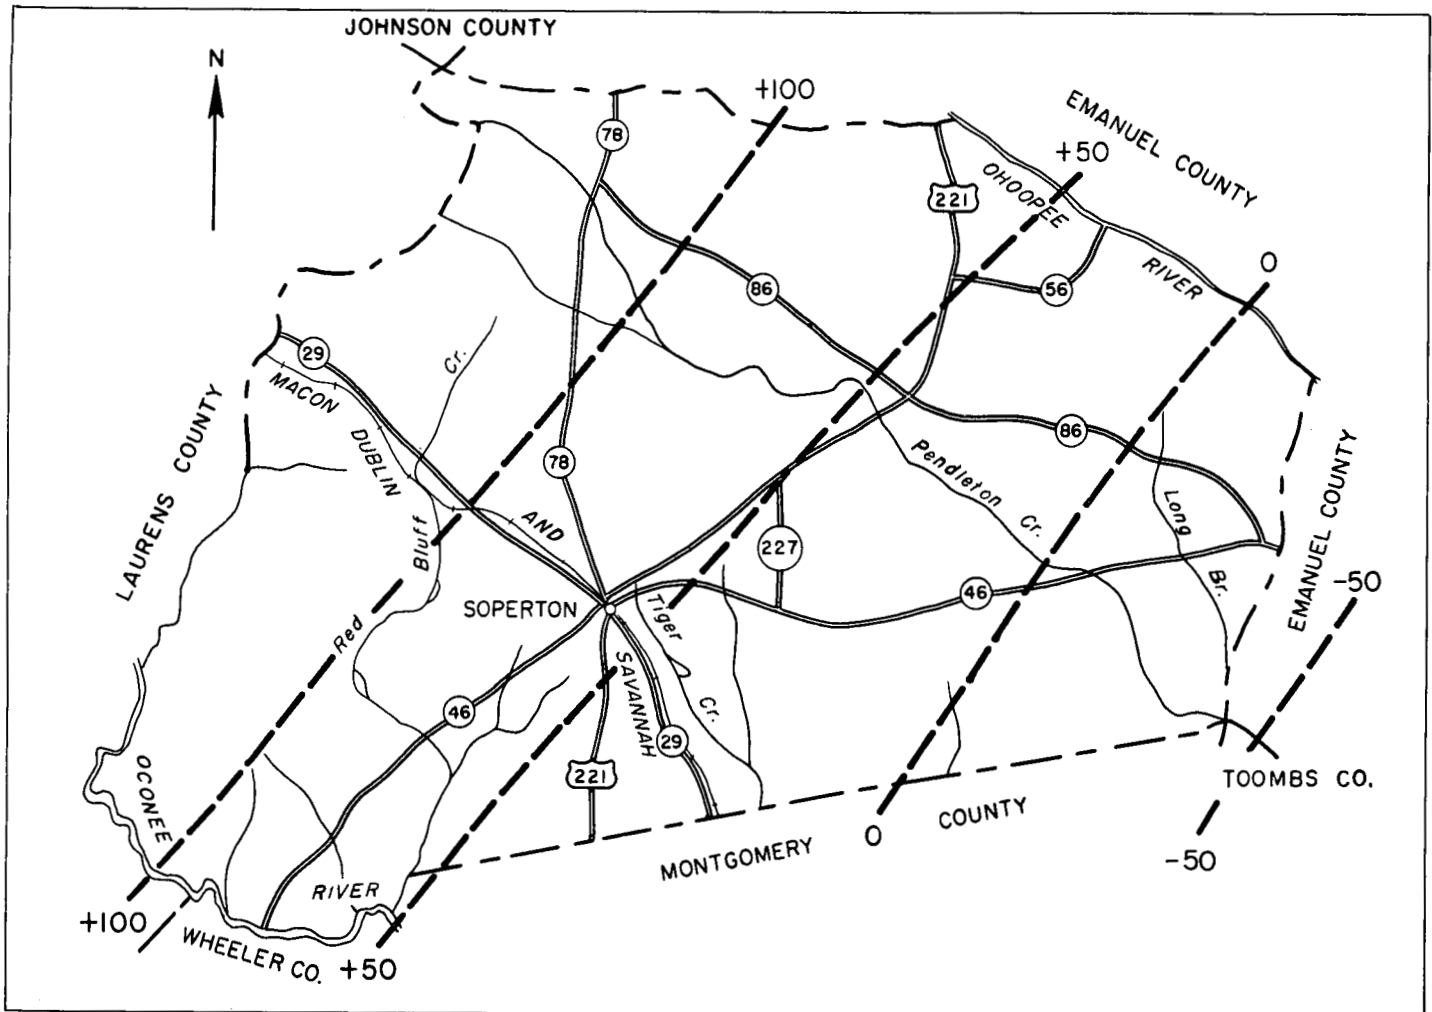 JOHNSON COUNTY
N
+100
EMANUEL COUNTY
78
+50
OHOOPEE
RIVER
221
0
86
56
29
MACON
Cr.
LAURENS COUNTY
DUBLIN
78
86
Pendleton
Cr.
Long
Br.
EMANUEL COUNTY
AND
Bluff
Red
227
46
-50
SOPERTON
Tiger
Cr.
SAVANNAH
46
29
221
OCONEE
RIVER
TOOMBS CO.
COUNTY
MONTGOMERY
0
-50
+100
WHEELER CO.
+50